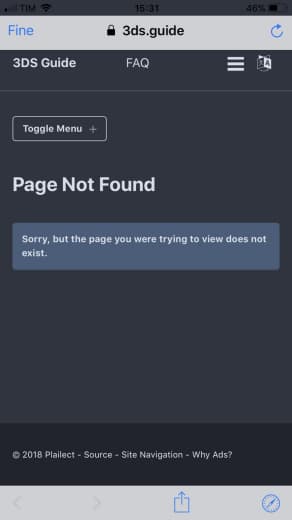 TIM 15:31 46%
Fine 3ds.guide
3DS Guide FAQ
Toggle Menu +
Page Not Found
Sorry, but the page you were trying to view does not
exist.
© 2018 Plailect - Source - Site Navigation - Why Ads?